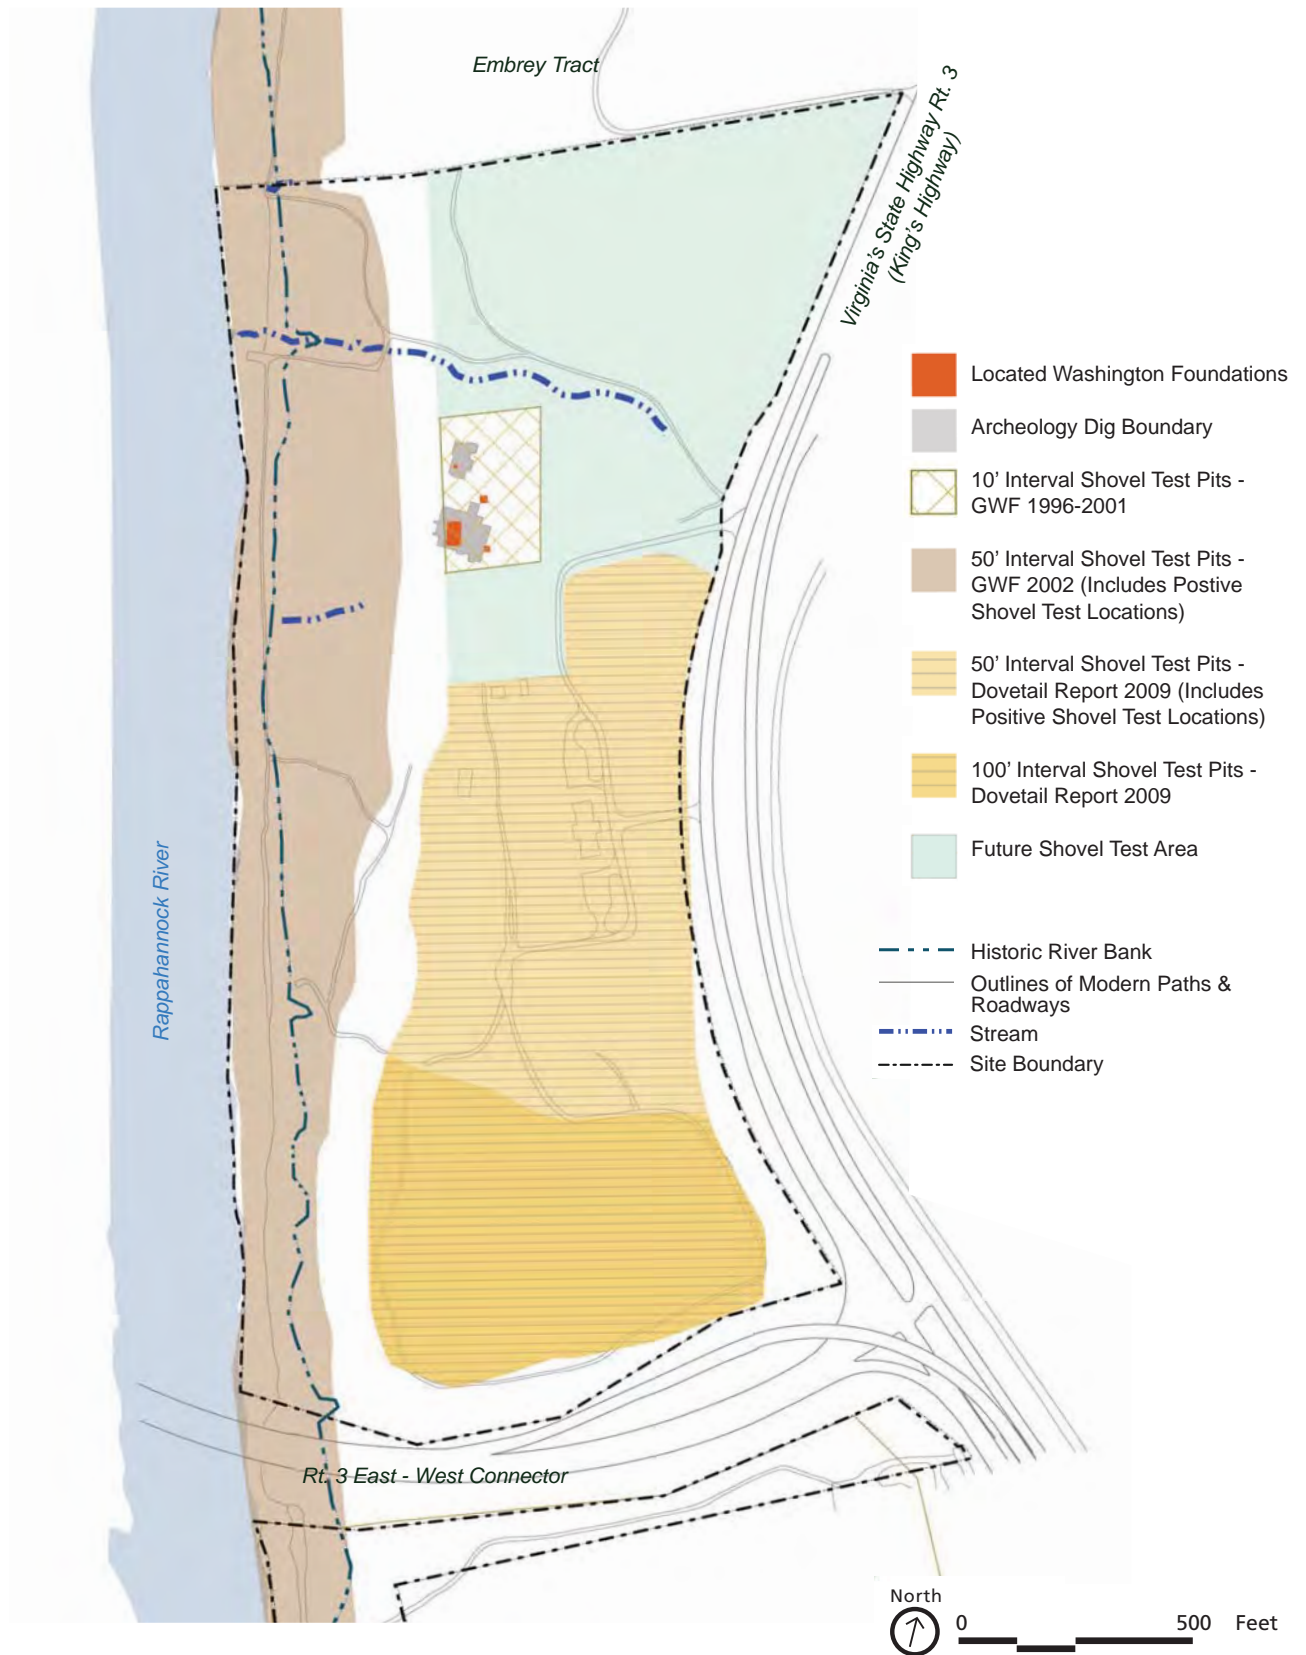 Embrey Tract
Virginia's State Highway Rt. 3
(King's Highway)
Located Washington Foundations
Archeology Dig Boundary
10' Interval Shovel Test Pits -
GWF 1996-2001
50' Interval Shovel Test Pits -
GWF 2002 (Includes Postive
Shovel Test Locations)
50' Interval Shovel Test Pits -
Dovetail Report 2009 (Includes
Positive Shovel Test Locations)
100' Interval Shovel Test Pits -
Dovetail Report 2009
Future Shovel Test Area
Historic River Bank
Outlines of Modern Paths &
Roadways
Stream
Site Boundary
Rappahannock River
Rt. 3 East - West Connector
North
0 500 Feet